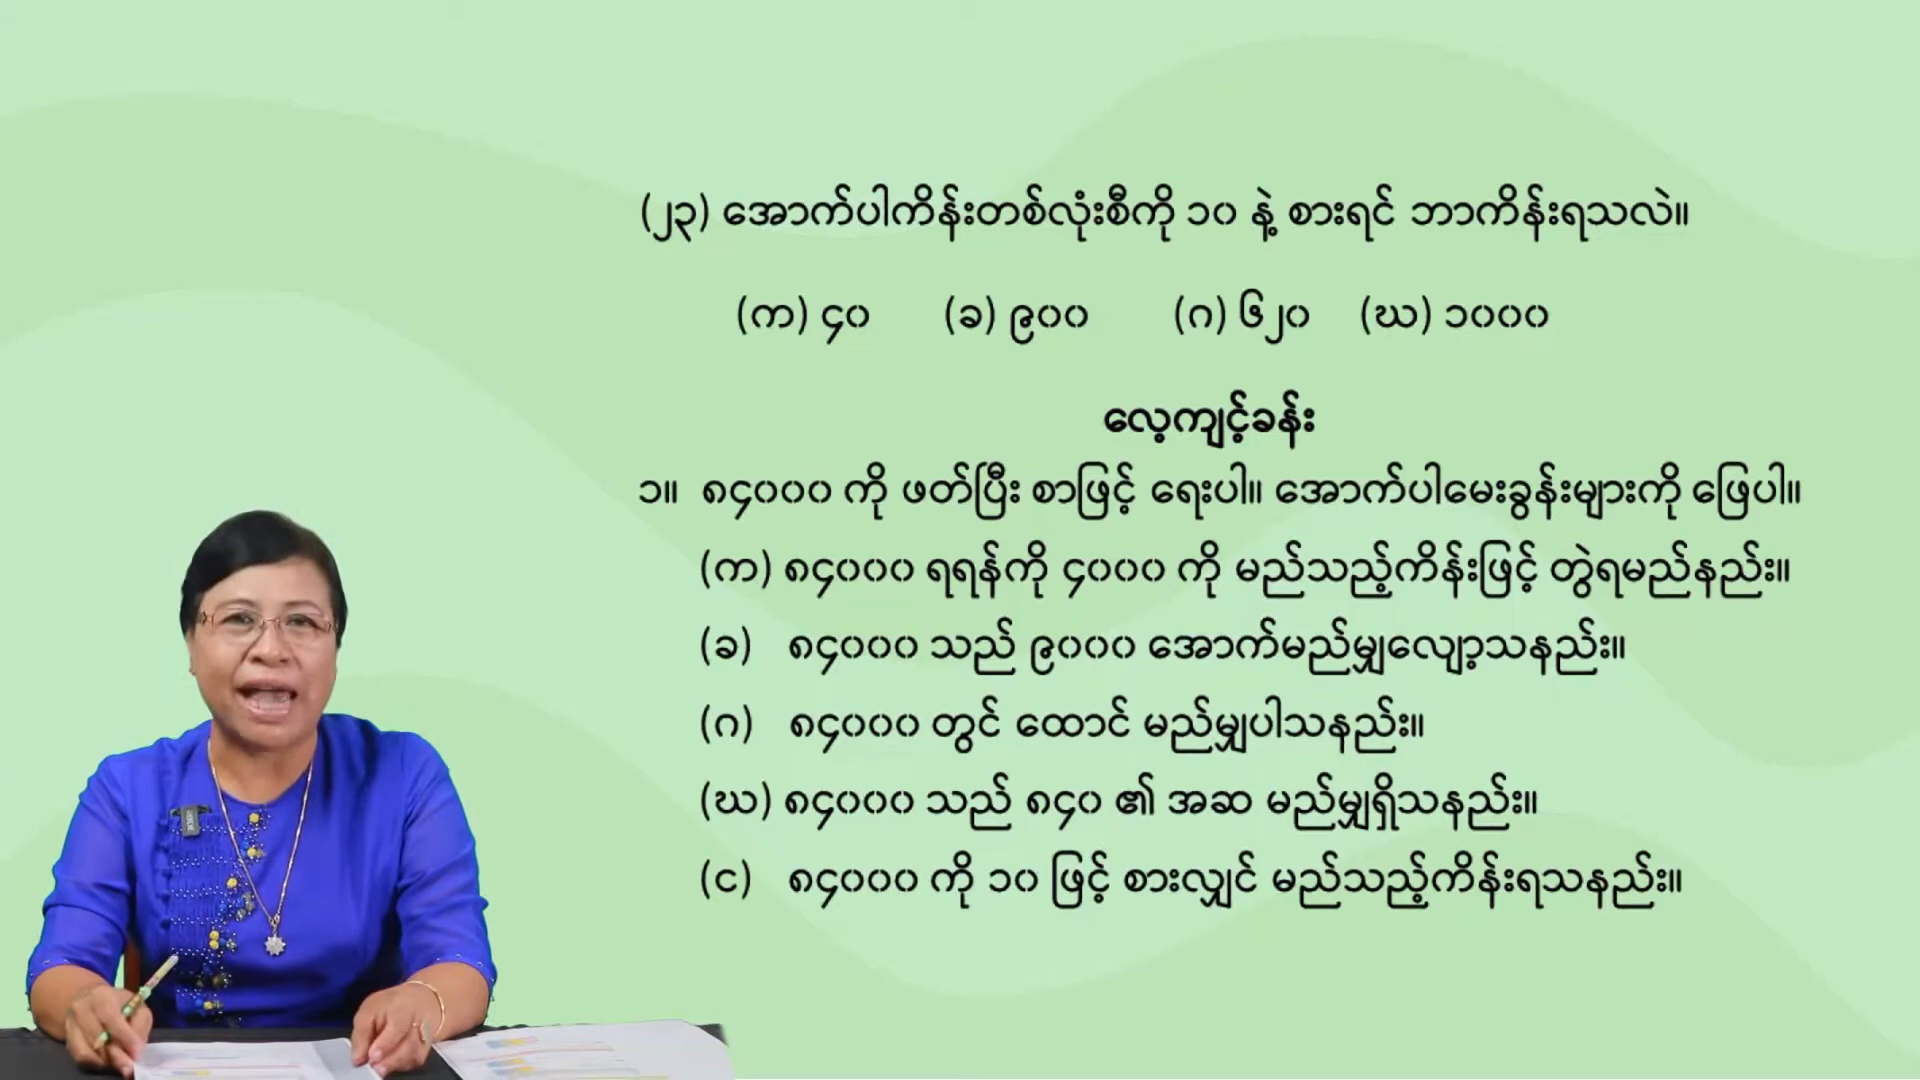 (၂၃) အောက်ပါကိန်းတစ်လုံးစီကို ၁၀ နဲ့ စားရင် ဘာကိန်းရသလဲ။
(က) ၄၀ (ခ) ၉၀၀ (ဂ) ၆၂၀ (ဃ) ၁၀၀၀
လေ့ကျင့်ခန်း
၁။ ၈၄၀၀၀ ကို ဖတ်ပြီး စာဖြင့် ရေးပါ။ အောက်ပါမေးခွန်းများကို ဖြေပါ။
(က) ၈၄၀၀၀ ရရန်ကို ၄၀၀၀ ကို မည်သည့်ကိန်းဖြင့် တွဲရမည်နည်း။
(ခ) ၈၄၀၀၀ သည် ၉၀၀၀ အောက်မည်မျှလျော့သနည်း။
(ဂ) ၈၄၀၀၀ တွင် ထောင် မည်မျှပါသနည်း။
(ဃ) ၈၄၀၀၀ သည် ၈၄၀ ၏ အဆ မည်မျှရှိသနည်း။
(င) ၈၄၀၀၀ ကို ၁၀ ဖြင့် စားလျှင် မည်သည့်ကိန်းရသနည်း။